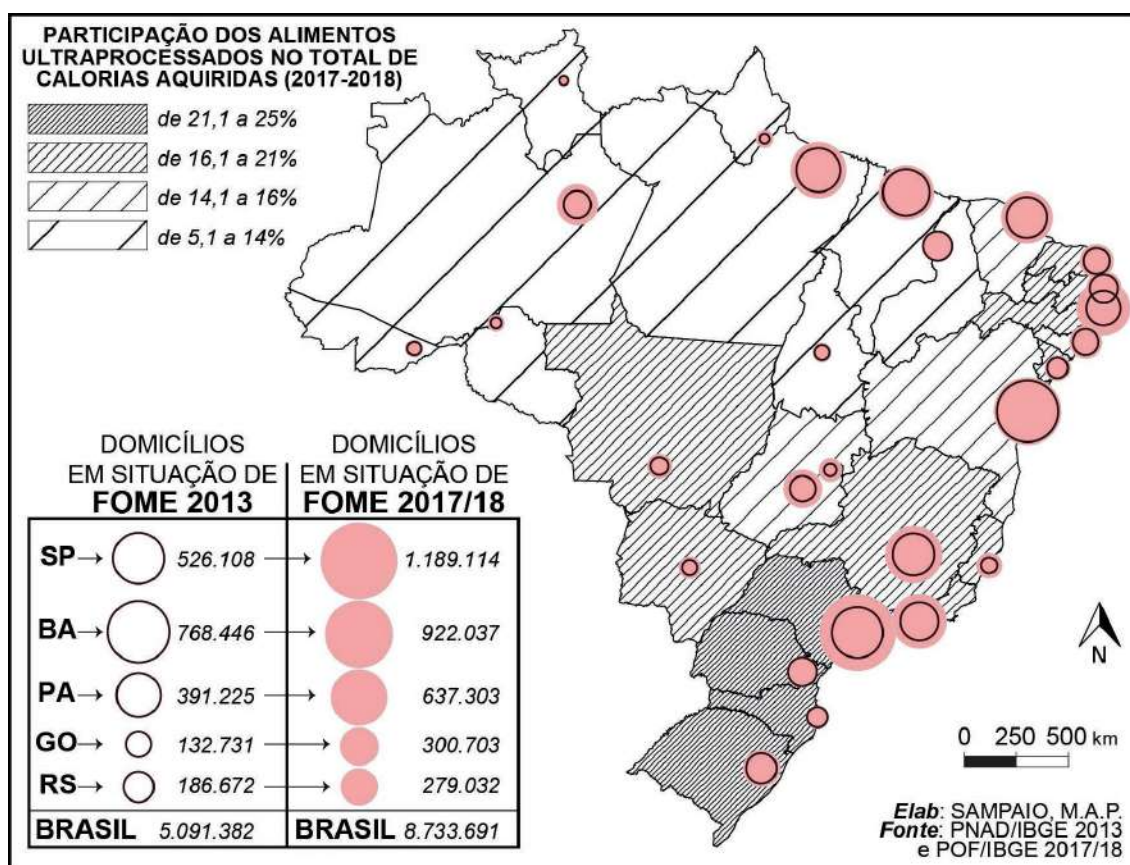 PARTICIPAÇÃO DOS ALIMENTOS
ULTRAPROCESSADOS NO TOTAL DE
CALORIAS AQUIRIDAS (2017-2018)
de 21,1 a 25%
de 16,1 a 21%
de 14,1 a 16%
de 5,1 a 14%
DOMICÍLIOS
EM SITUAÇÃO DE
FOME 2013
DOMICÍLIOS
EM SITUAÇÃO DE
FOME 2017/18
SP 526.108 1.189.114
BA 768.446 922.037
PA 391.225 637.303
GO 132.731 300.703
RS 186.672 279.032
BRASIL 5.091.382 BRASIL 8.733.691
N
0 250 500 km
Elab: SAMPAIO, M.A.P.
Fonte: PNAD/IBGE 2013
e POF/IBGE 2017/18